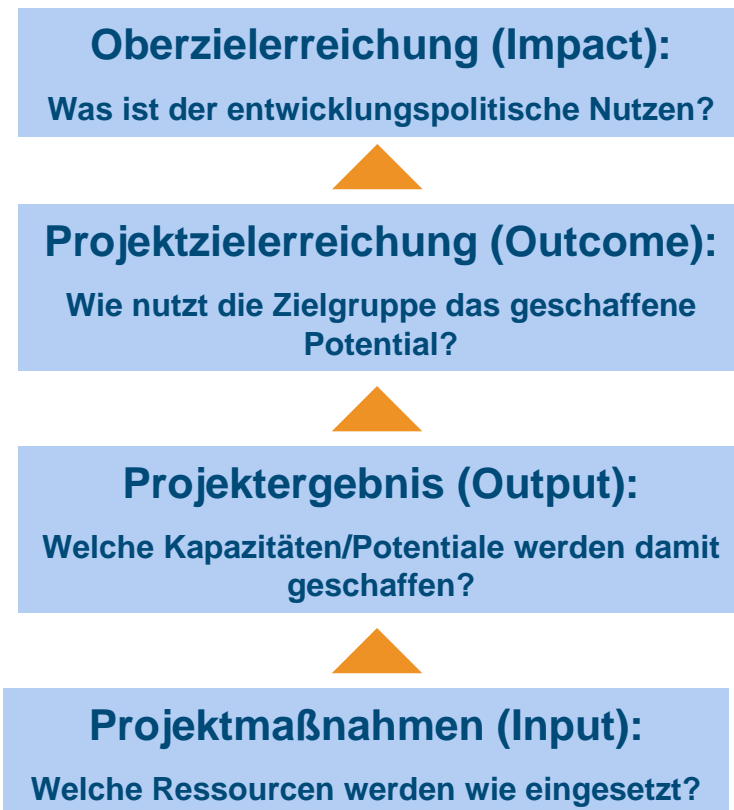 Oberzielerreichung (Impact):
Was ist der entwicklungspolitische Nutzen?
Projektzielerreichung (Outcome):
Wie nutzt die Zielgruppe das geschaffene
Potential?
Projektergebnis (Output):
Welche Kapazitäten/Potentiale werden damit
geschaffen?
Projektmaßnahmen (Input):
Welche Ressourcen werden wie eingesetzt?